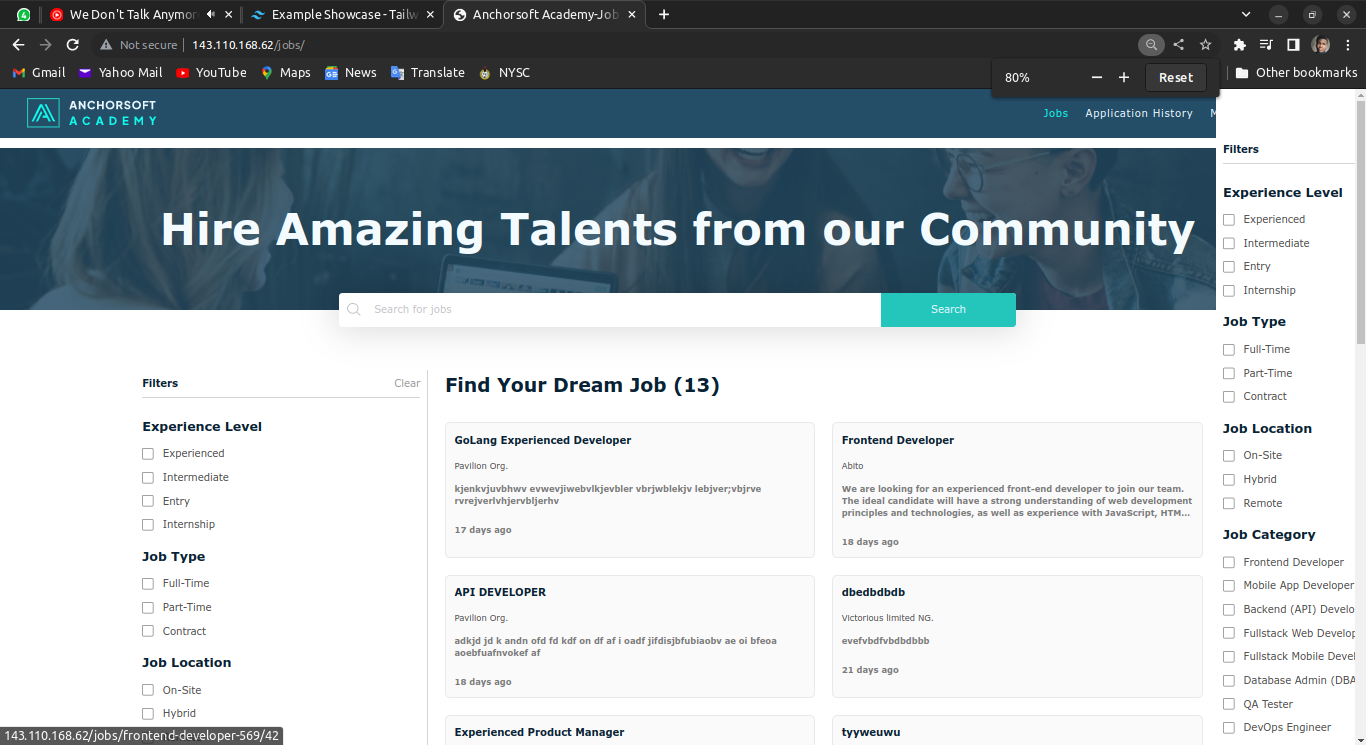 4
We Don't Talk Anymor
Example Showcase - Tailw
Anchorsoft Academy-Job
Not secure
143.110.168.62/jobs/
Gmail
Yahoo Mail
YouTube
Maps
News
Translate
NYSC
80%
Reset
Other bookmarks
ANCHORSOFT
ACADEMY
Jobs
Application History
M
Hire Amazing Talents from our Community
Search for jobs
Search
Filters
Clear
Experience Level
Experienced
Intermediate
Entry
Internship
Job Type
Full-Time
Part-Time
Contract
Job Location
On-Site
Hybrid
Find Your Dream Job (13)
GoLang Experienced Developer
Pavilion Org.
kjenkvjuvbhwv evwevjiwebvlkjevbler vbrjwblekjv lebjver;vbjrve
rvrejverlvhjervbljerhv
17 days ago
Frontend Developer
Abito
We are looking for an experienced front-end developer to join our team.
The ideal candidate will have a strong understanding of web development
principles and technologies, as well as experience with JavaScript, HTM...
18 days ago
API DEVELOPER
Pavilion Org.
adkjd jd k andn ofd fd kdf on df af i oadf jifdisjbfubiaobv ae oi bfeoa
aoebfuafnvokef af
18 days ago
dbedbdbdb
Victorious limited NG.
evefvbdfvbdbdbbb
21 days ago
Experienced Product Manager
tyyweuwu
Filters
Experience Level
Experienced
Intermediate
Entry
Internship
Job Type
Full-Time
Part-Time
Contract
Job Location
On-Site
Hybrid
Remote
Job Category
Frontend Developer
Mobile App Developer
Backend (API) Develo
Fullstack Web Develop
Fullstack Mobile Devel
Database Admin (DBA
QA Tester
DevOps Engineer
143.110.168.62/jobs/frontend-developer-569/42